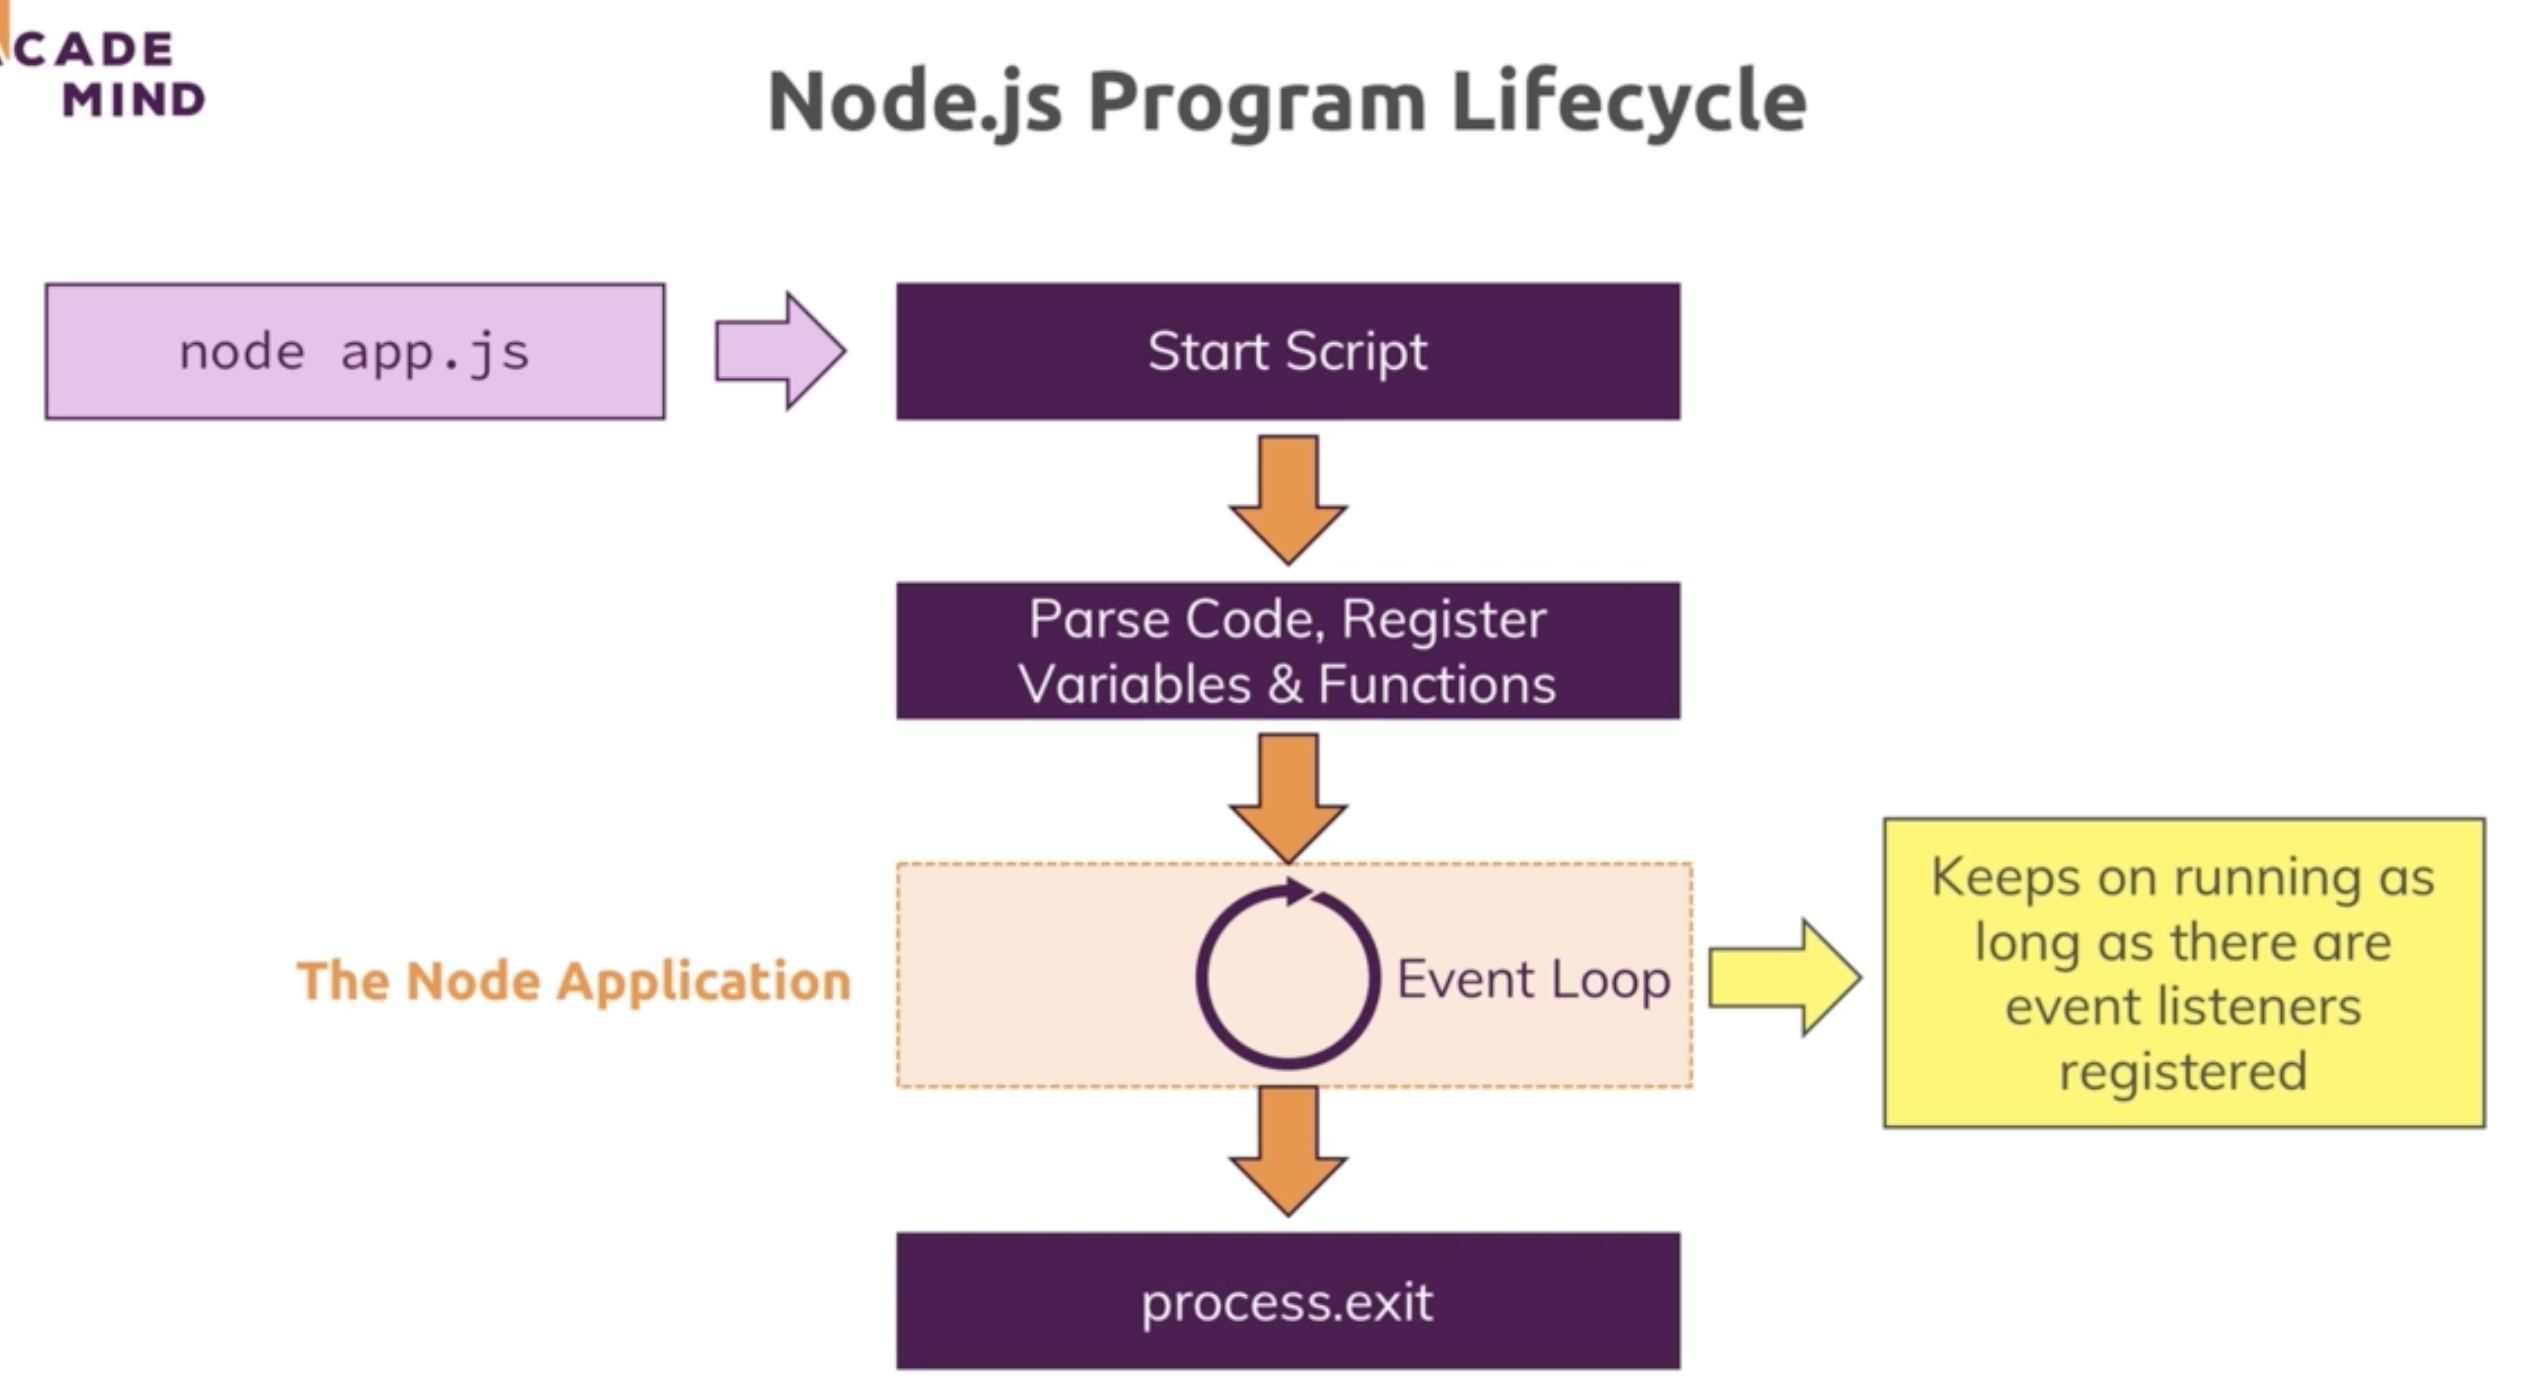 CADE
MIND
Node.js Program Lifecycle
node app.js
Start Script
Parse Code, Register
Variables & Functions
The Node Application
Event Loop
Keeps on running as
long as there are
event listeners
registered
process.exit